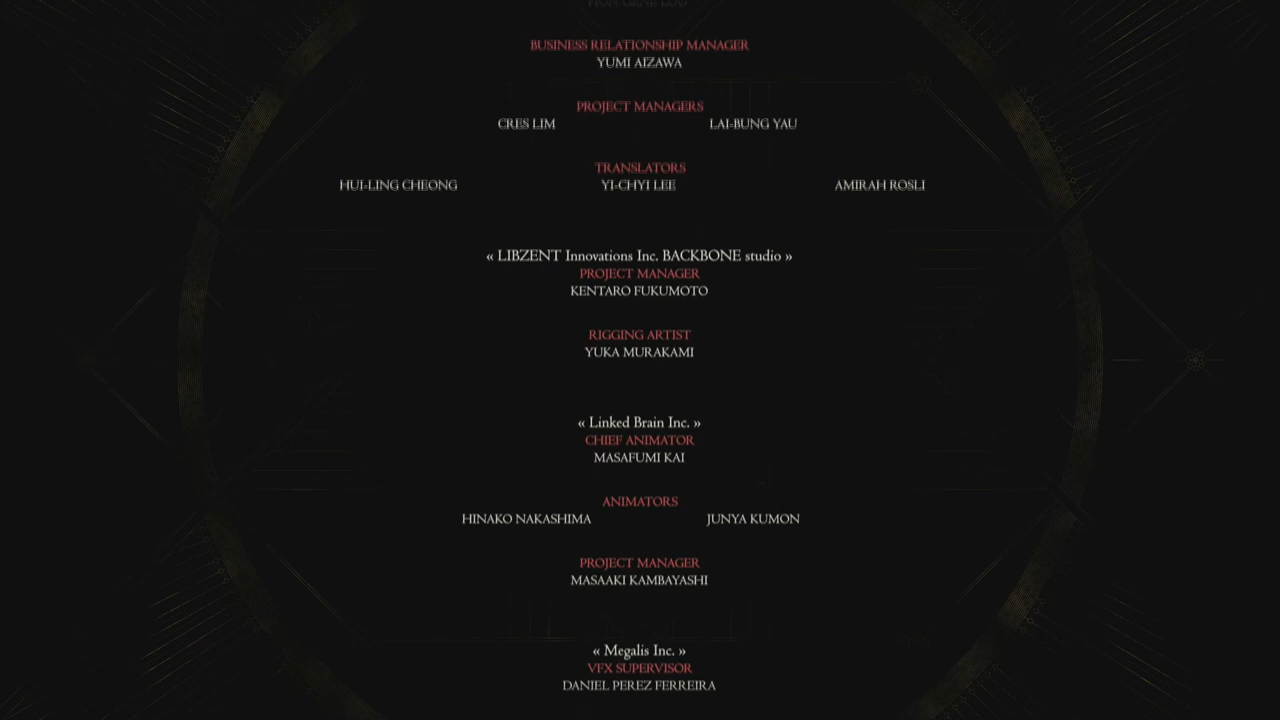 BUSINESS RELATIONSHIP MANAGER
YUMI AIZAWA
PROJECT MANAGERS
CRES LIM LAI-BUNG YAU
TRANSLATORS
HUI-LING CHEONG YI-CHYI LEE AMIRAH ROSLI
« LIBZENT Innovations Inc. BACKBONE studio »
PROJECT MANAGER
KENTARO FUKUMOTO
RIGGING ARTIST
YUKA MURAKAMI
« Linked Brain Inc. »
CHIEF ANIMATOR
MASAFUMI KAI
ANIMATORS
HINAKO NAKASHIMA JUNYA KUMON
PROJECT MANAGER
MASAAKI KAMBAYASHI
« Megalis Inc. »
VFX SUPERVISOR
DANIEL PEREZ FERREIRA